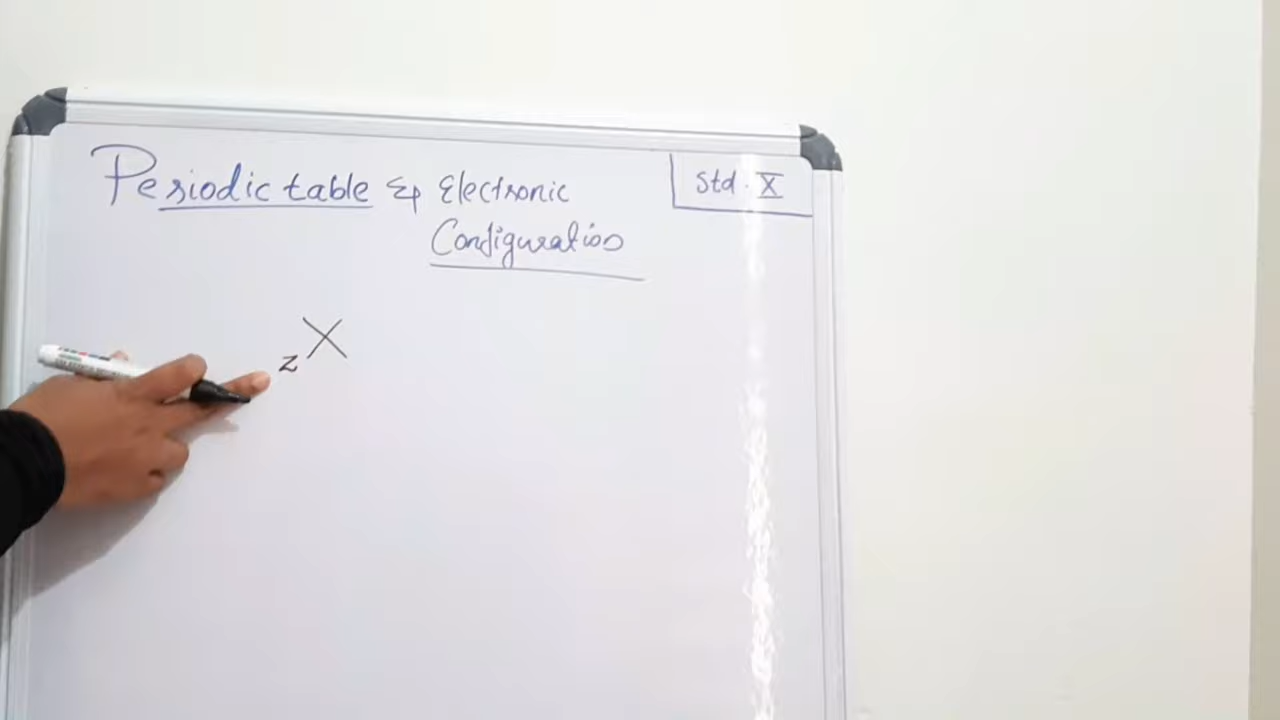 Periodic table & Electronic
Configuration
Std. X
X
z